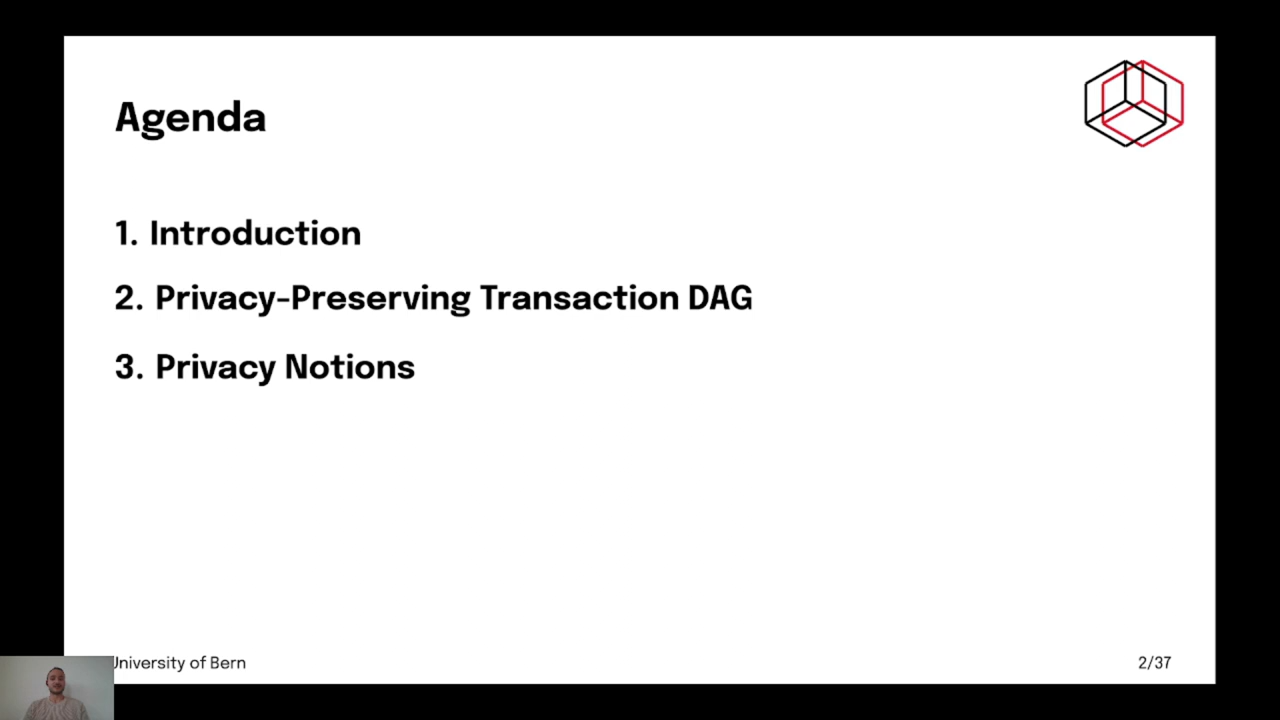 Agenda
1. Introduction
2. Privacy-Preserving Transaction DAG
3. Privacy Notions
University of Bern
2/37